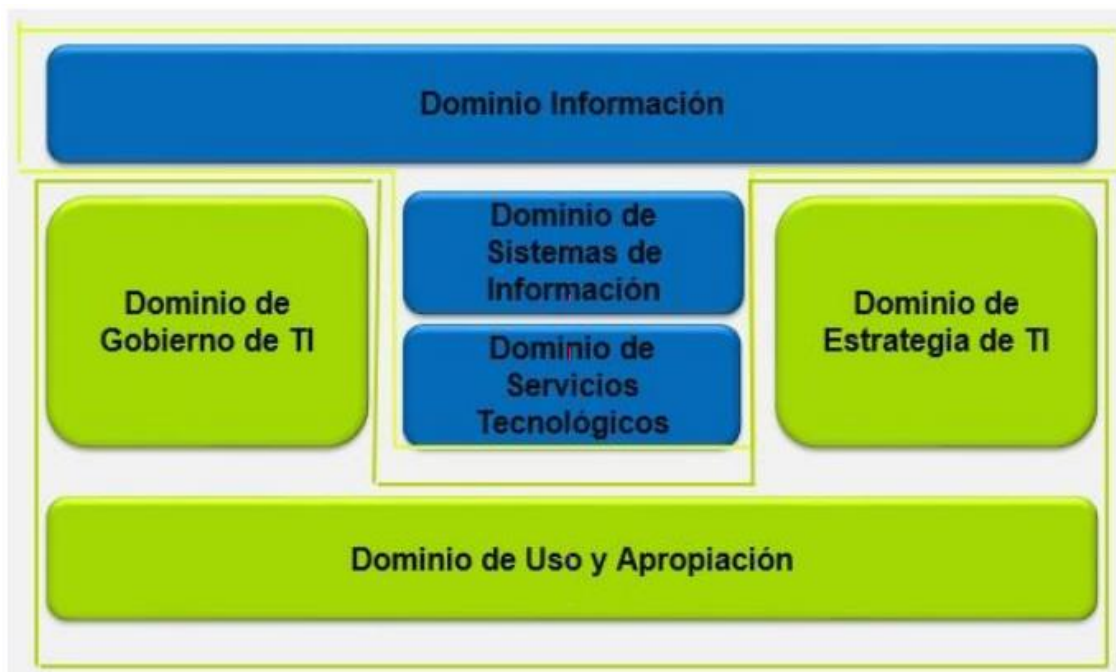 Dominio Información
Dominio de
Sistemas de
Información
Dominio de
Gobierno de TI
Dominio de
Estrategia de TI
Dominio de
Servicios
Tecnológicos
Dominio de Uso y Apropiación